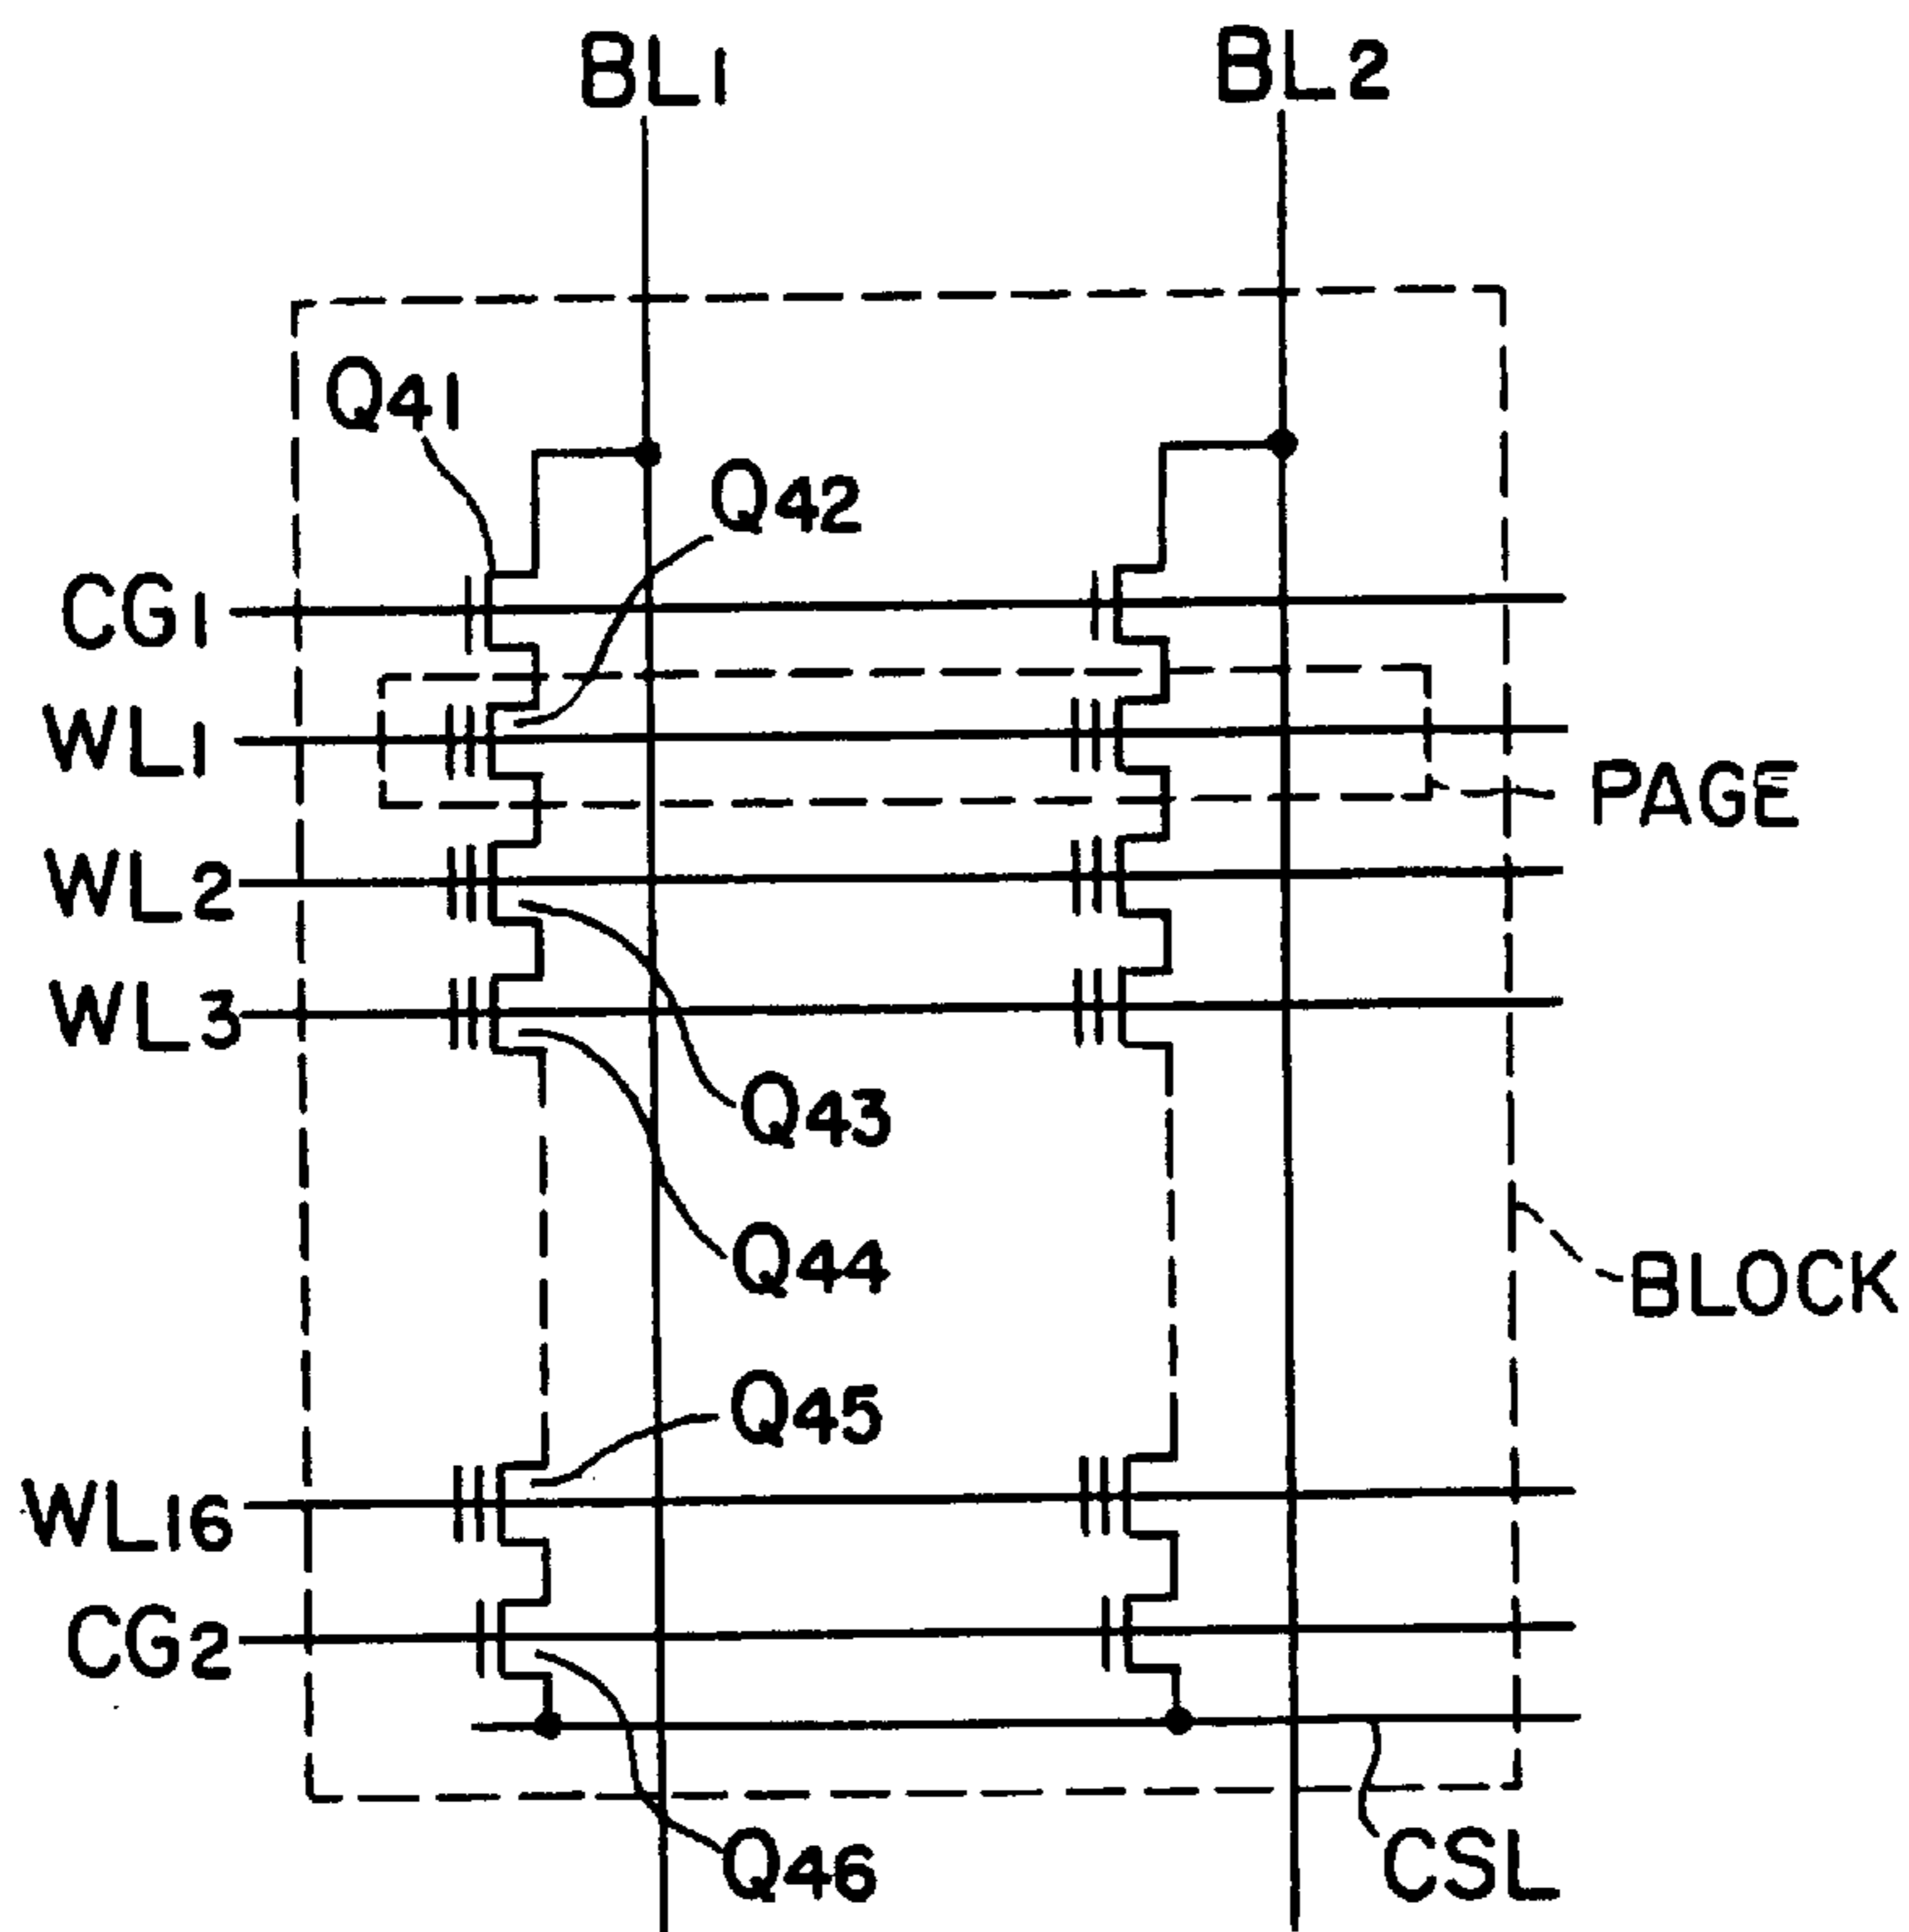 BL1
BL2
Q41
Q42
CG1
WL1
PAGE
WL2
WL3
Q43
Q44
BLOCK
Q45
WL16
CG2
Q46
CSL